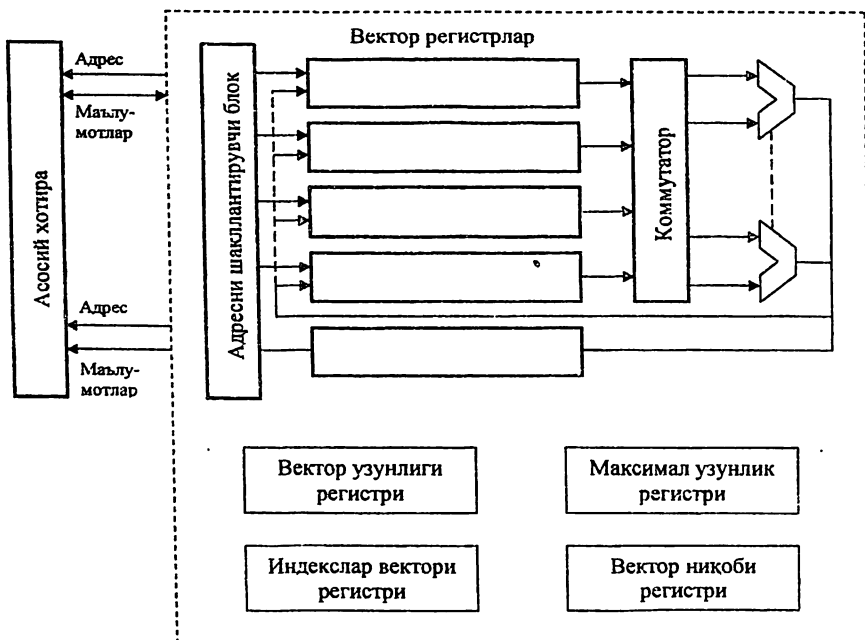 Вектор регистрлар
Адрес
Маълу-
мотлар
Асосий хотира
Адресни шакллантирувчи блок
Коммутатор
Адрес
Маълу-
мотлар
Вектор узунлиги
регистри
Максимал узунлик
регистри
Индекслар вектори
регистри
Вектор ниқоби
регистри